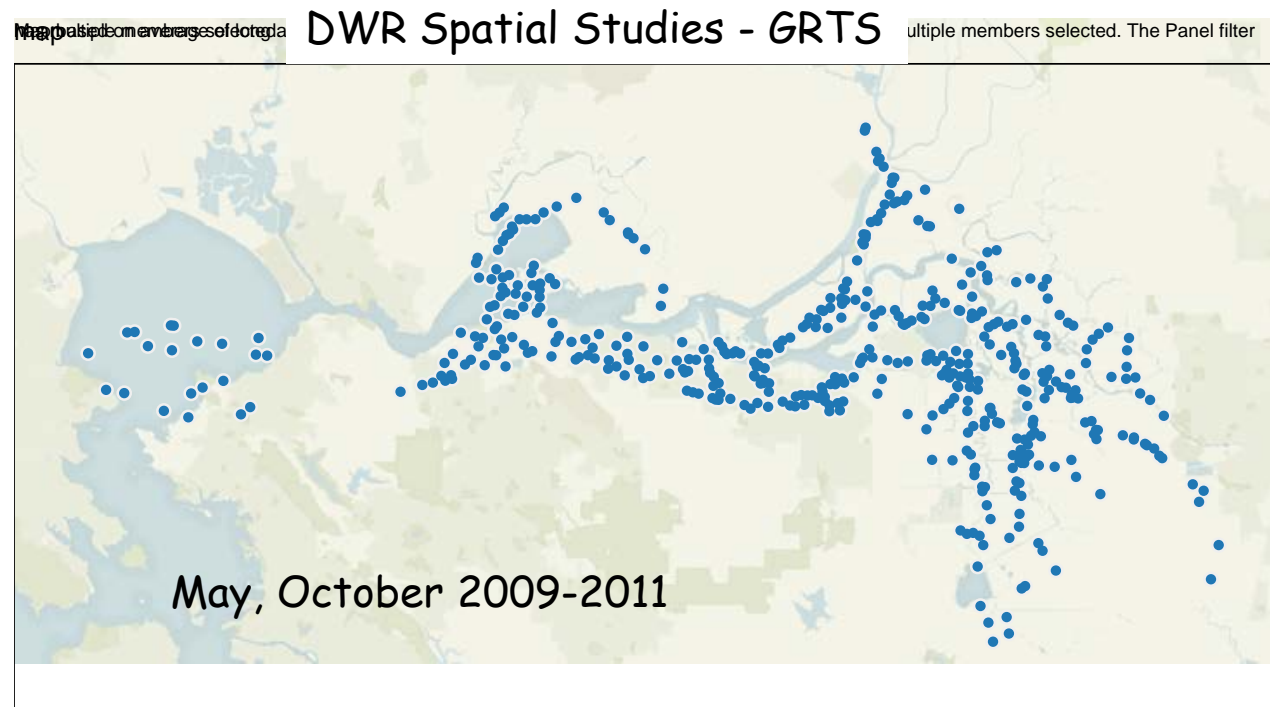 DWR Spatial Studies - GRTS
ultiple members selected. The Panel filter
May, October 2009-2011